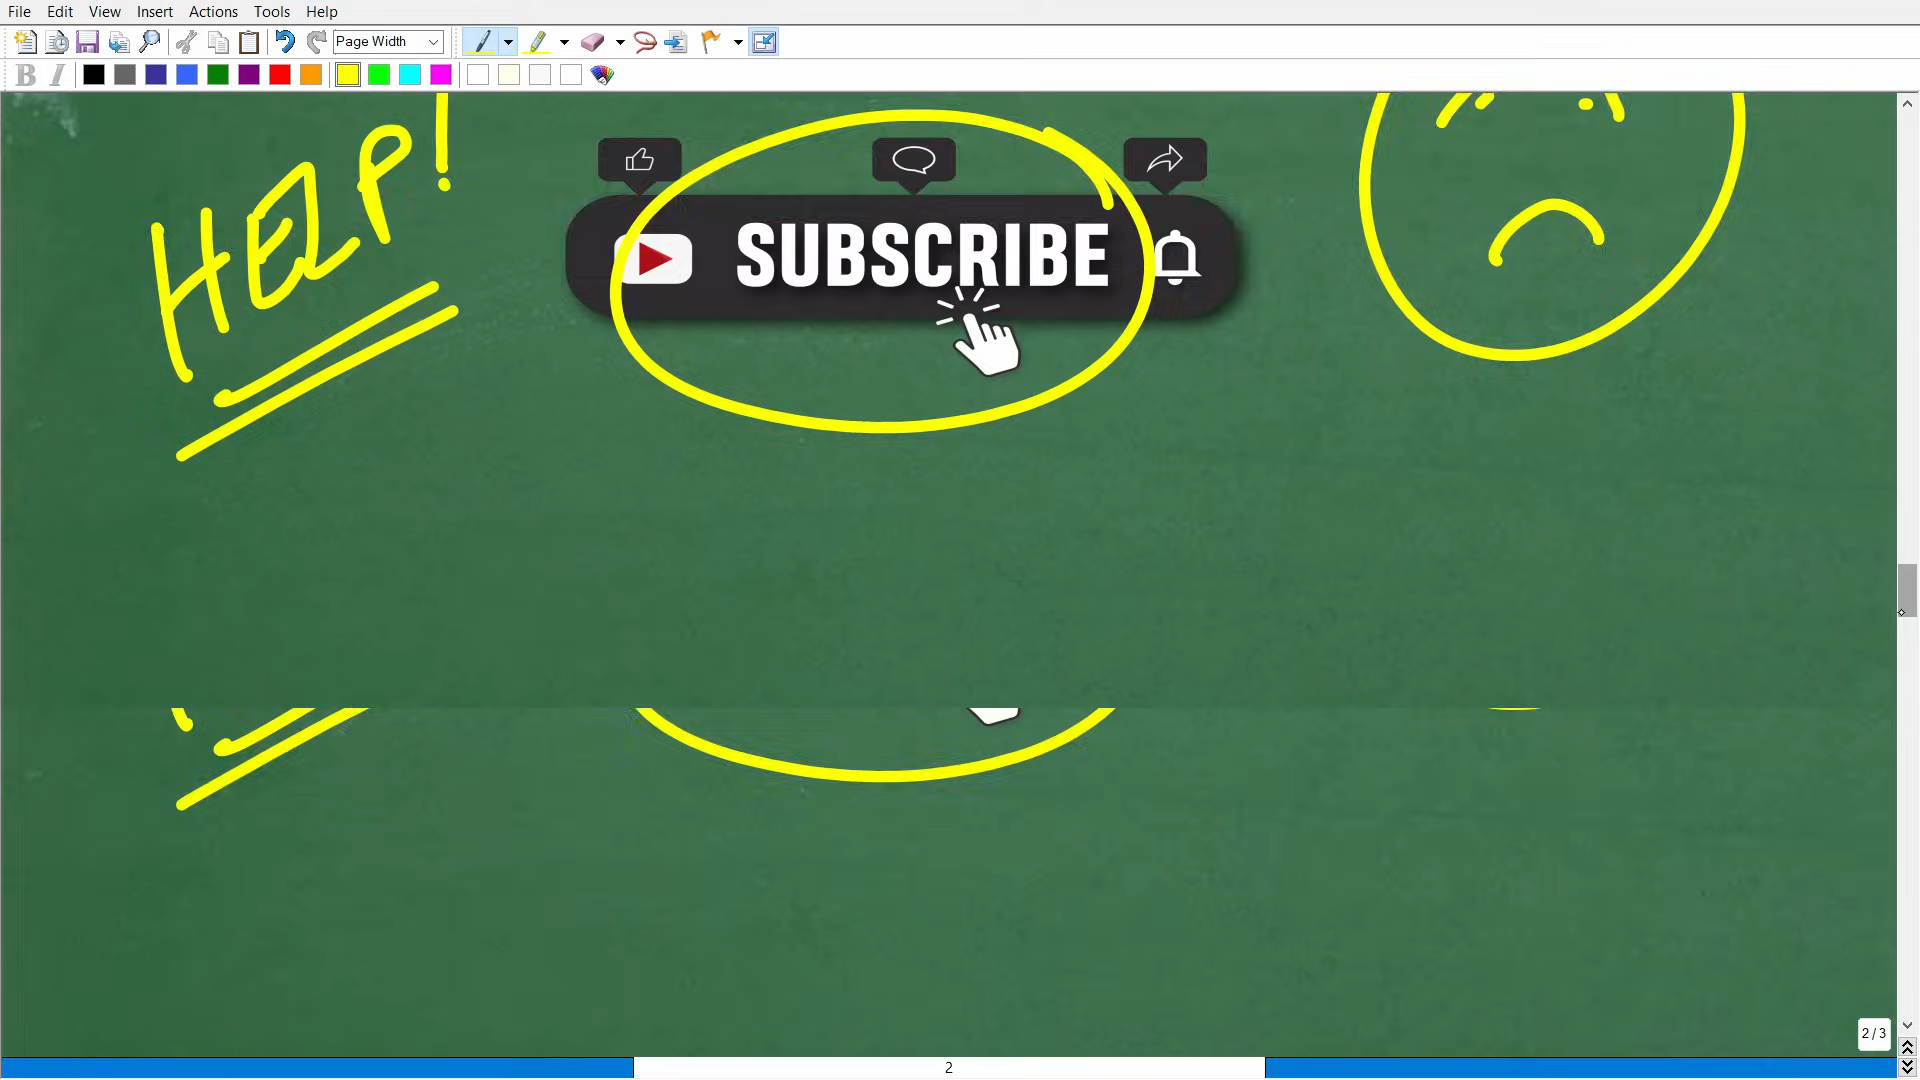 File Edit View Insert Actions Tools Help
Page Width
B I
HELP!
SUBSCRIBE
2 / 3
2